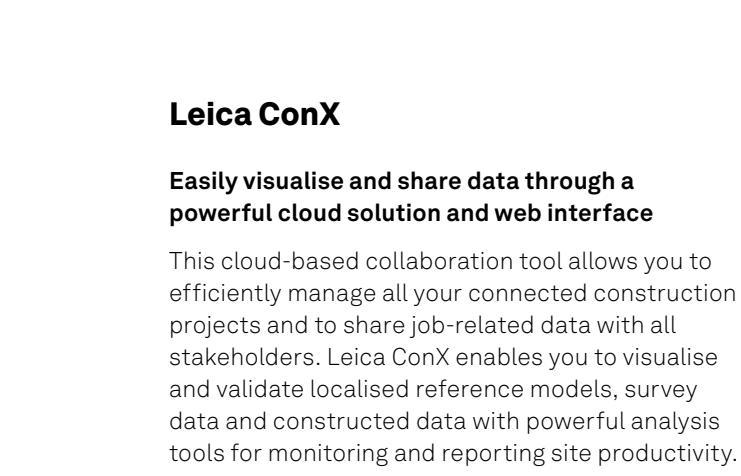 Leica ConX
Easily visualise and share data through a
powerful cloud solution and web interface
This cloud-based collaboration tool allows you to
efficiently manage all your connected construction
projects and to share job-related data with all
stakeholders. Leica ConX enables you to visualise
and validate localised reference models, survey
data and constructed data with powerful analysis
tools for monitoring and reporting site productivity.